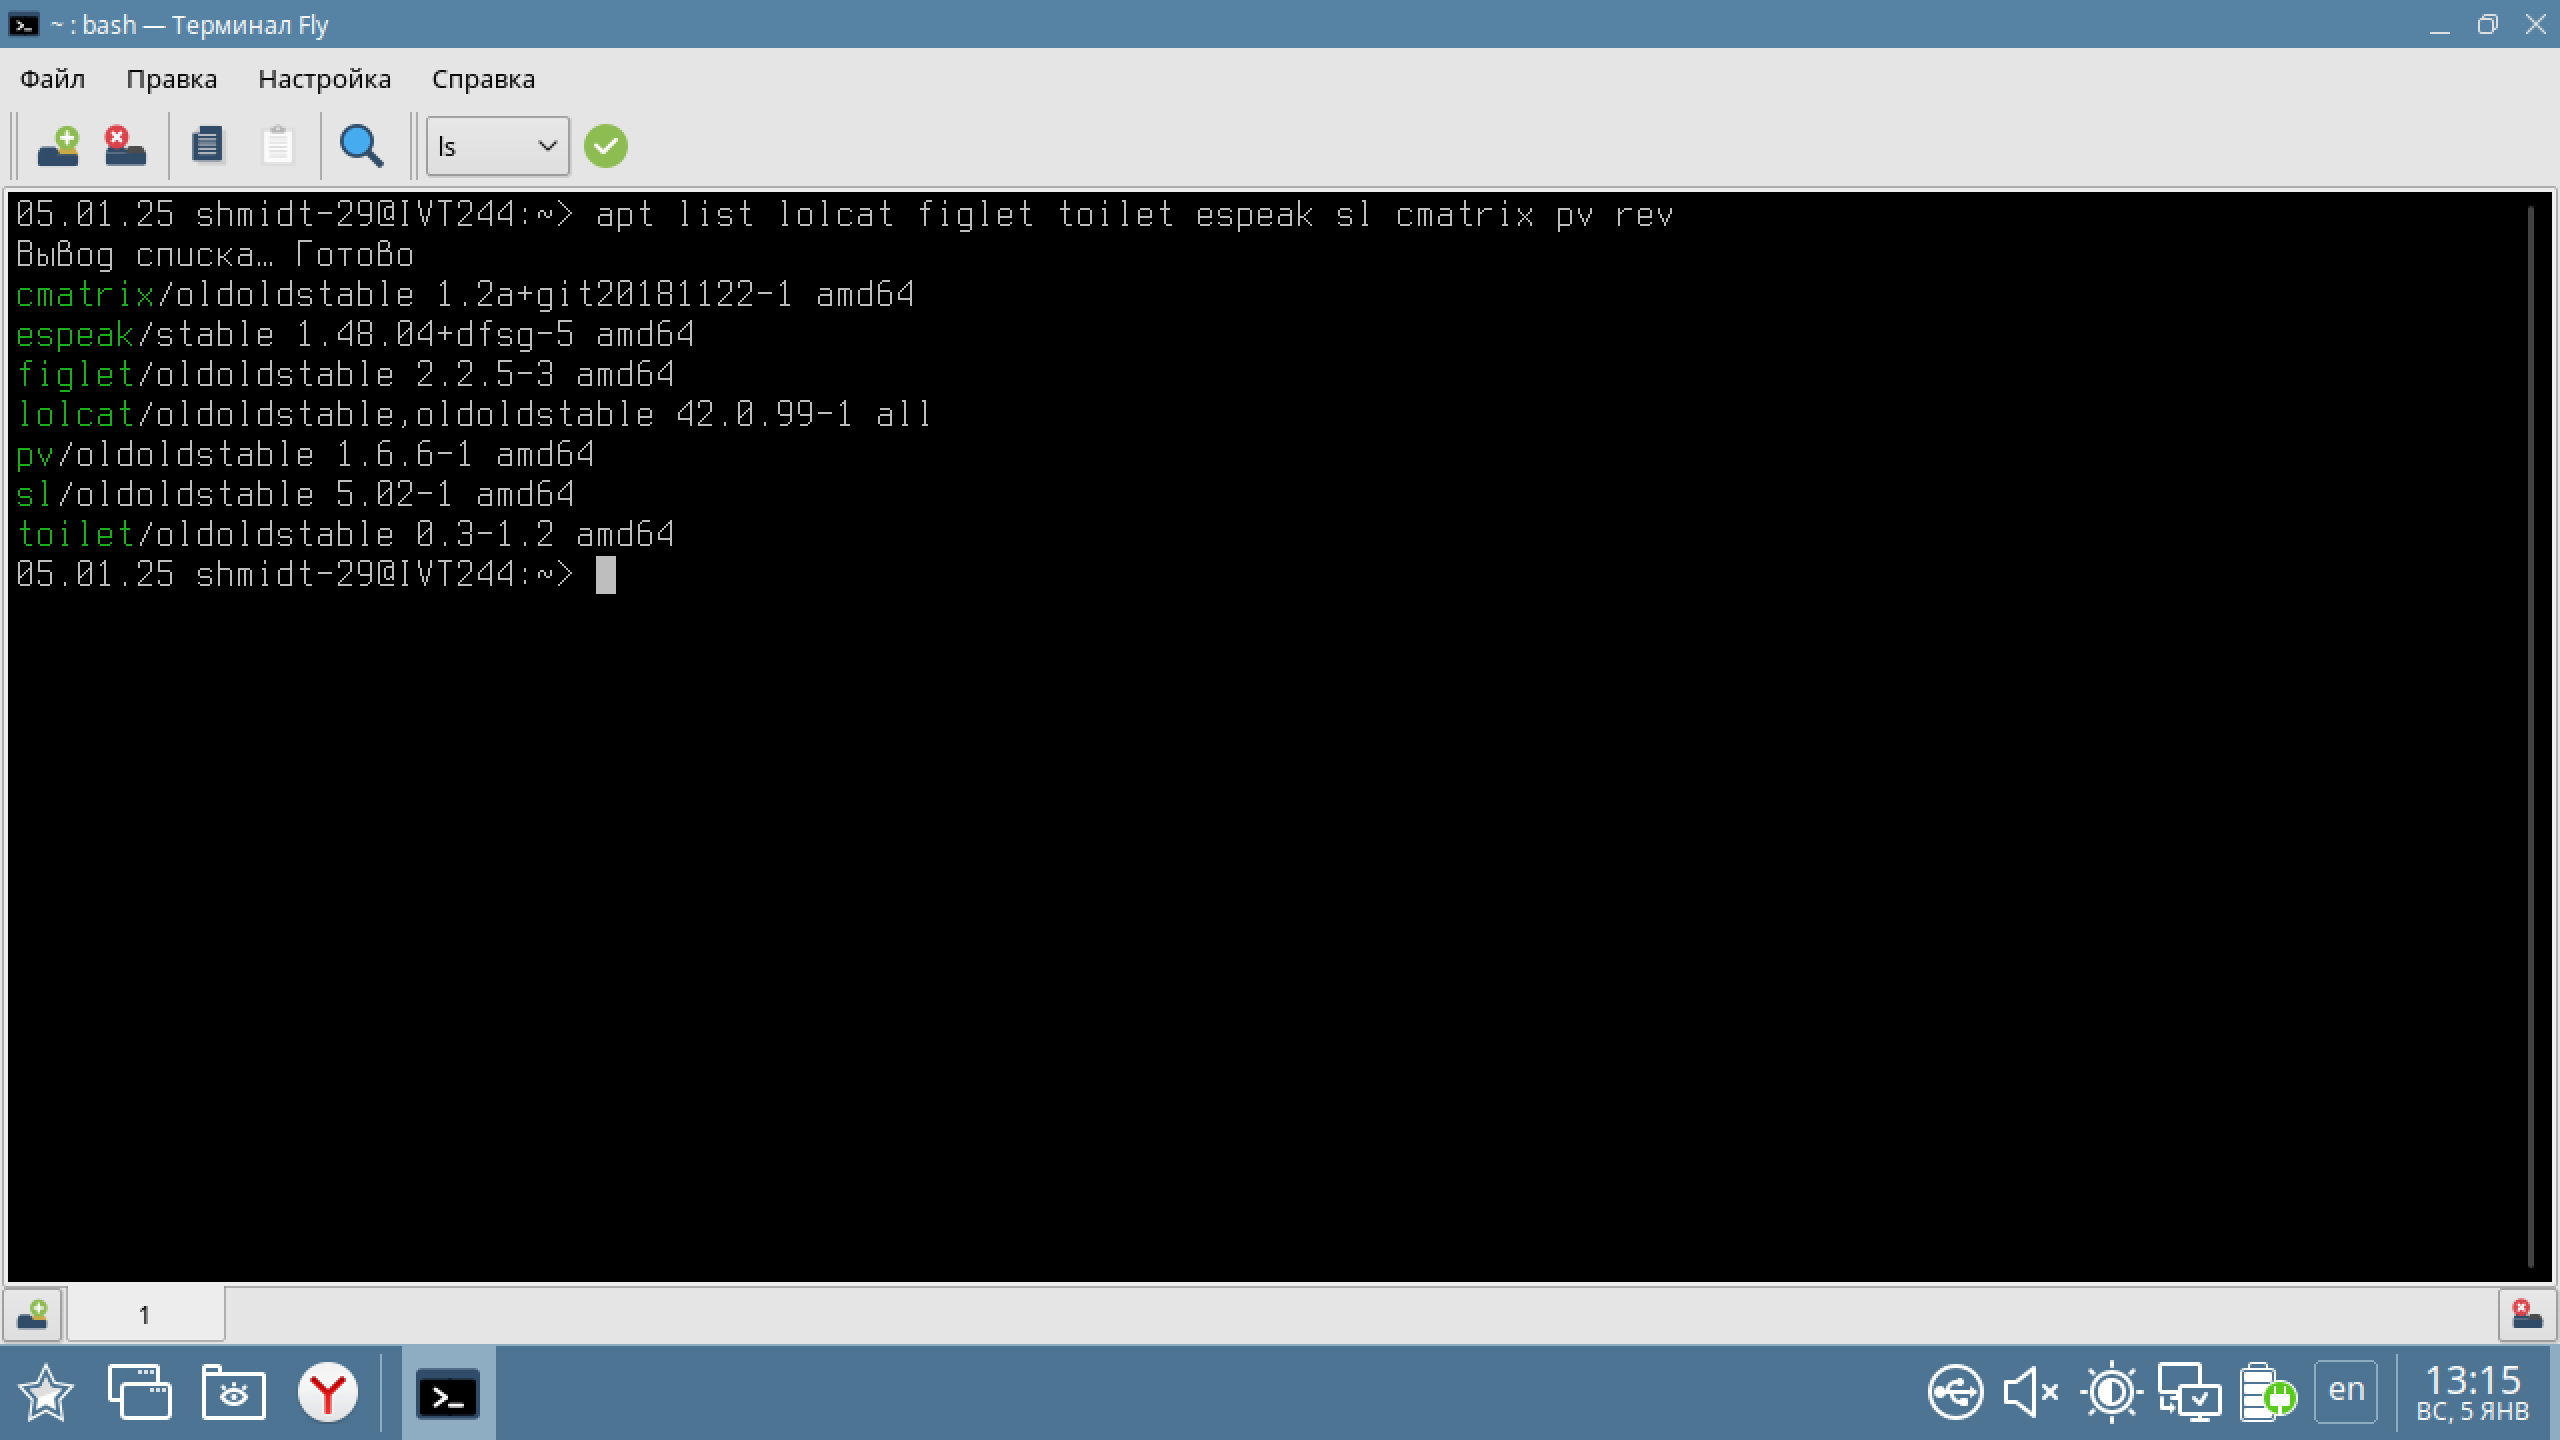 ~ : bash — Терминал Fly
Файл Правка Настройка Справка
ls
05.01.25 shmidt-29@IVT244:~> apt list lolcat figlet toilet espeak sl cmatrix pv rev
Вывод списка… Готово
cmatrix/oldoldstable 1.2a+git20181122-1 amd64
espeak/stable 1.48.04+dfsg-5 amd64
figlet/oldoldstable 2.2.5-3 amd64
lolcat/oldoldstable,oldoldstable 42.0.99-1 all
pv/oldoldstable 1.6.6-1 amd64
sl/oldoldstable 5.02-1 amd64
toilet/oldoldstable 0.3-1.2 amd64
05.01.25 shmidt-29@IVT244:~>
1
en
13:15
ВС, 5 ЯНВ